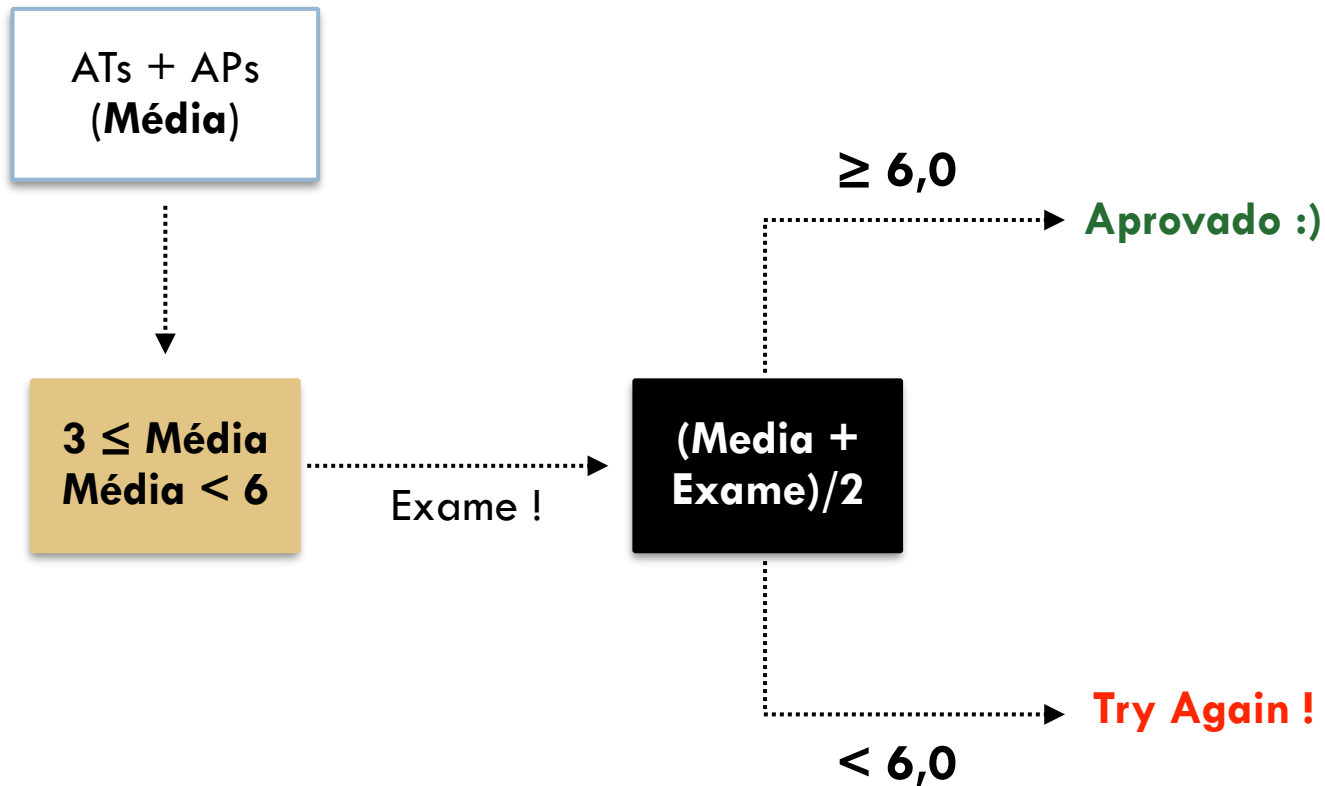 ATs + APs
(Média)
≥ 6,0
Aprovado :)
3 ≤ Média
Média < 6
Exame !
(Media +
Exame)/2
Try Again !
< 6,0